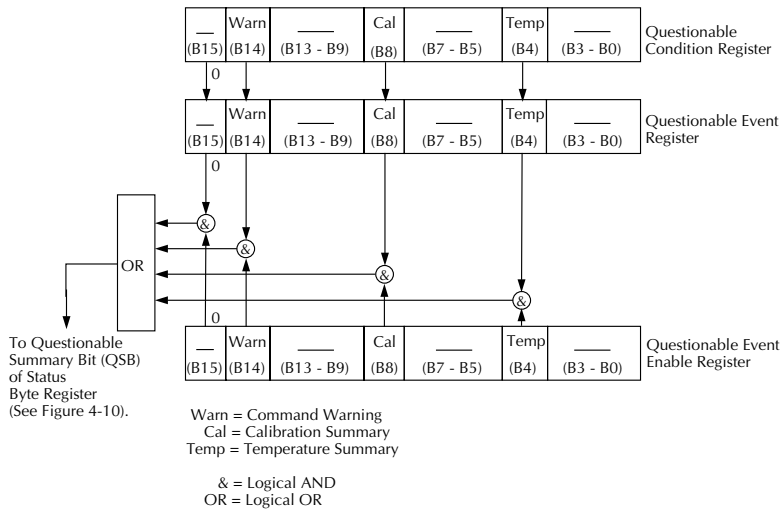 Warn Cal Temp
(B15) (B14) (B13 - B9) (B8) (B7 - B5) (B4) (B3 - B0)
Questionable
Condition Register
0
Warn Cal Temp
(B15) (B14) (B13 - B9) (B8) (B7 - B5) (B4) (B3 - B0)
Questionable Event
Register
0
&
&
OR
&
&
0
To Questionable
Summary Bit (QSB)
of Status
Byte Register
(See Figure 4-10).
Warn Cal Temp
(B15) (B14) (B13 - B9) (B8) (B7 - B5) (B4) (B3 - B0)
Questionable Event
Enable Register
Warn = Command Warning
Cal = Calibration Summary
Temp = Temperature Summary
& = Logical AND
OR = Logical OR